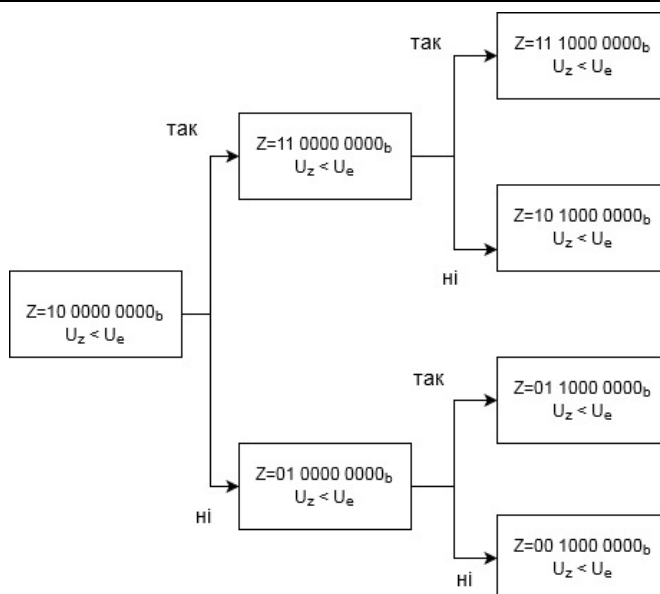 так
Z=11 1000 0000b
Uz < Ue
так
Z=11 0000 0000b
Uz < Ue
Z=10 1000 0000b
Uz < Ue
ні
Z=10 0000 0000b
Uz < Ue
так
Z=01 1000 0000b
Uz < Ue
Z=01 0000 0000b
Uz < Ue
ні
Z=00 1000 0000b
Uz < Ue
ні